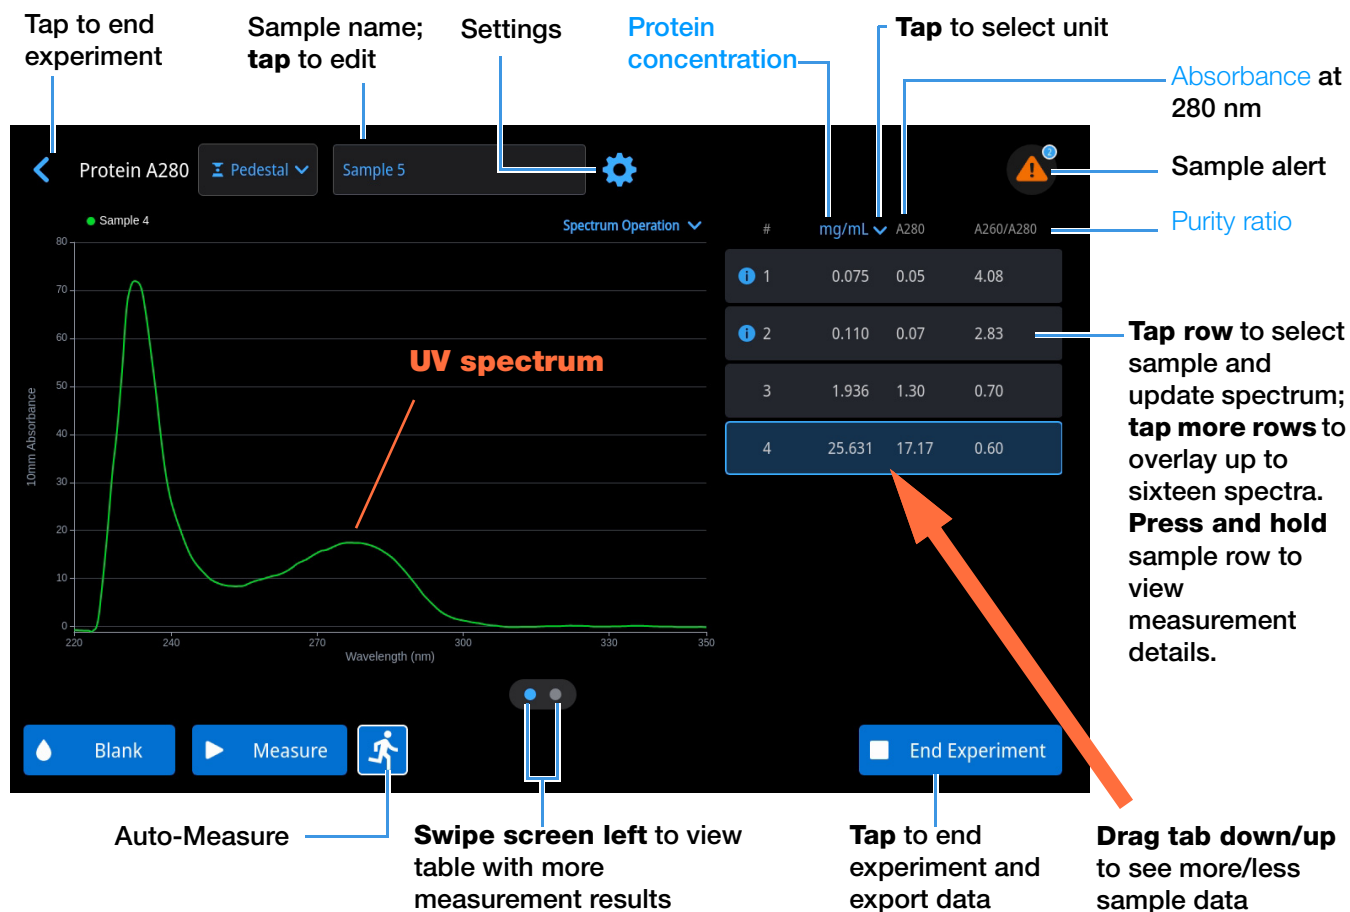 Tap to end
experiment
Sample name;
tap to edit
Settings
Protein
concentration
Tap to select unit
Absorbance at
280 nm
Sample alert
Purity ratio
Protein A280
Pedestal
Sample 5
2
Sample 4
Spectrum Operation
# mg/mL A280 A260/A280
1 0.075 0.05 4.08
2 0.110 0.07 2.83
3 1.936 1.30 0.70
4 25.631 17.17 0.60
80
70
60
50
40
30
20
10
0
10mm Absorbance
UV spectrum
220 240 270 300 330 350
Wavelength (nm)
Tap row to select
sample and
update spectrum;
tap more rows to
overlay up to
sixteen spectra.
Press and hold
sample row to
view
measurement
details.
Blank
Measure
End Experiment
Auto-Measure
Swipe screen left to view
table with more
measurement results
Tap to end
experiment and
export data
Drag tab down/up
to see more/less
sample data